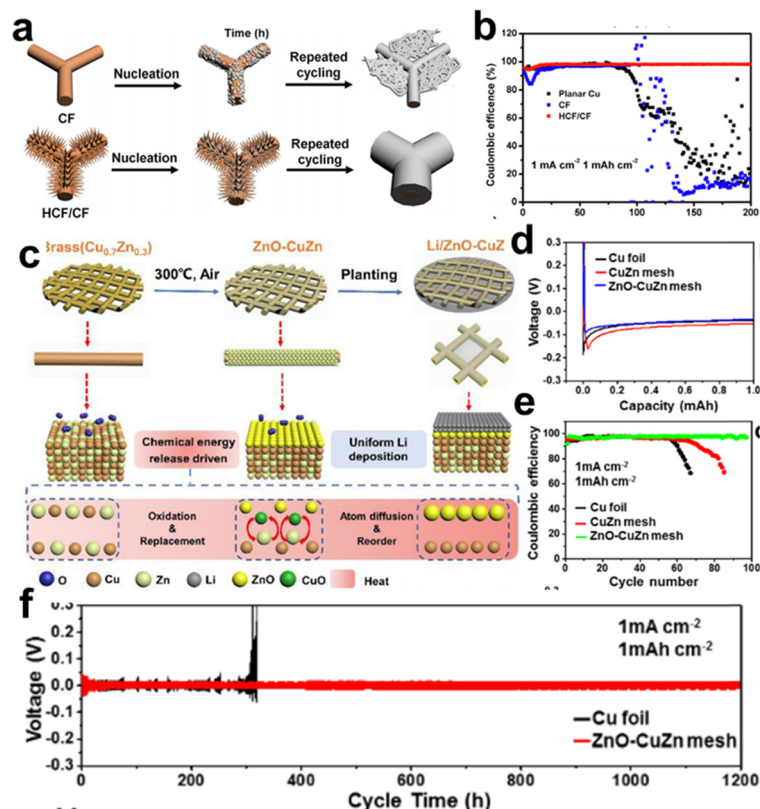 a
CF
Nucleation
Time (h)
Repeated
cycling
HCF/CF
Nucleation
Repeated
cycling
b
Coulombic efficence (%)
120
100
80
60
40
20
0
Planar Cu
CF
HCF/CF
1 mA cm-2 1 mAh cm-2
0
50
100
150
200
c
Brass(Cu0.7Zn0.3)
300℃, Air
ZnO-CuZn
Planting
Li/ZnO-CuZ
Chemical energy
release driven
Uniform Li
deposition
Oxidation
&
Replacement
Atom diffusion
&
Reorder
O
Cu
Zn
Li
ZnO
CuO
Heat
d
Voltage (V)
0.3
0.2
0.1
0.0
-0.1
-0.2
-0.3
Cu foil
CuZn mesh
ZnO-CuZn mesh
0.0
0.2
0.4
0.6
0.8
1.0
Capacity (mAh)
e
Coulombic efficiency
100
80
60
40
20
0
1mA cm-2
1mAh cm-2
Cu foil
CuZn mesh
ZnO-CuZn mesh
0
20
40
60
80
100
Cycle number
f
Voltage (V)
0.3
0.2
0.1
0.0
-0.1
-0.2
-0.3
1mA cm-2
1mAh cm-2
Cu foil
ZnO-CuZn mesh
0
200
400
600
800
1000
1200
Cycle Time (h)